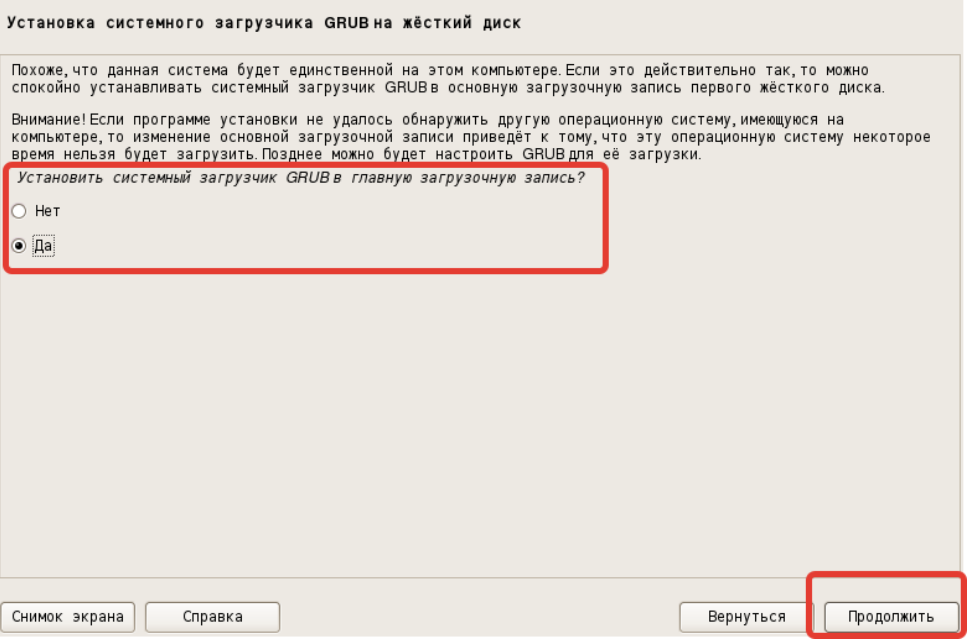 Установка системного загрузчика GRUB на жёсткий диск
Похоже, что данная система будет единственной на этом компьютере. Если это действительно так, то можно
спокойно устанавливать системный загрузчик GRUB в основную загрузочную запись первого жёсткого диска.
Внимание! Если программе установки не удалось обнаружить другую операционную систему, имеющуюся на
компьютере, то изменение основной загрузочной записи приведёт к тому, что эту операционную систему некоторое
время нельзя будет загрузить. Позднее можно будет настроить GRUB для её загрузки.
Установить системный загрузчик GRUB в главную загрузочную запись?
Нет
Да
Снимок экрана Справка Вернуться Продолжить